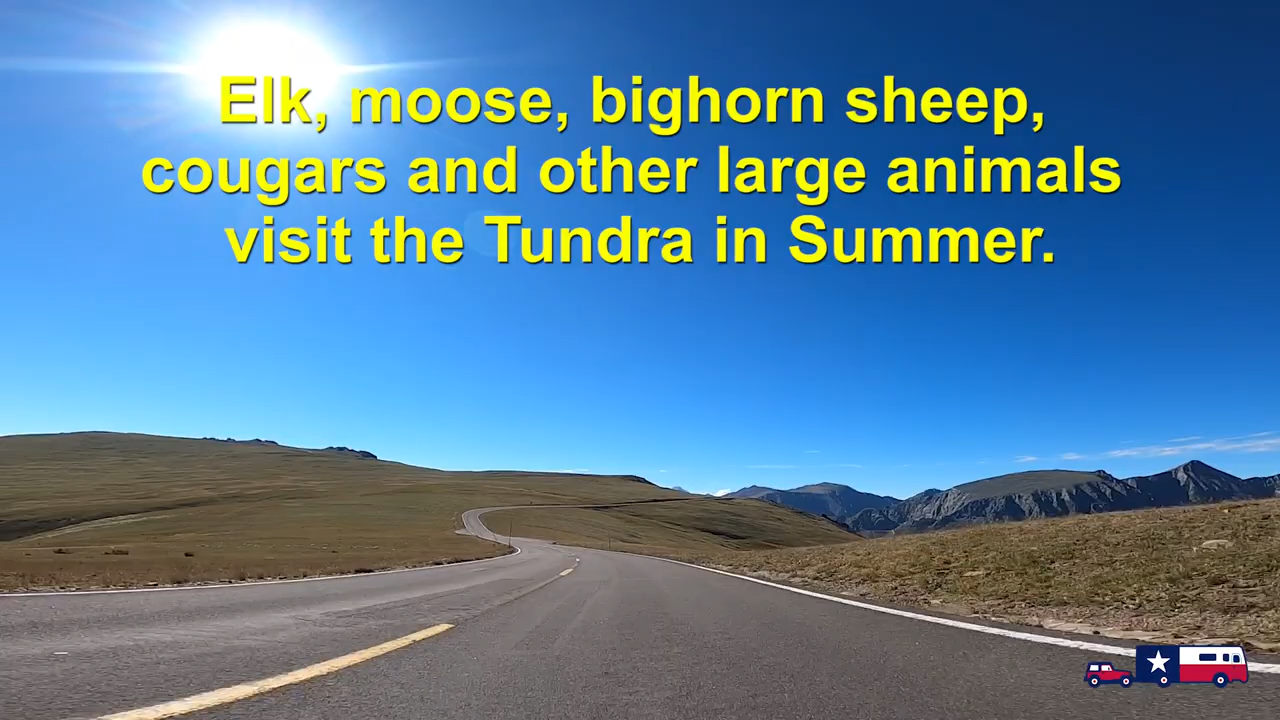 Elk, moose, bighorn sheep,
cougars and other large animals
visit the Tundra in Summer.